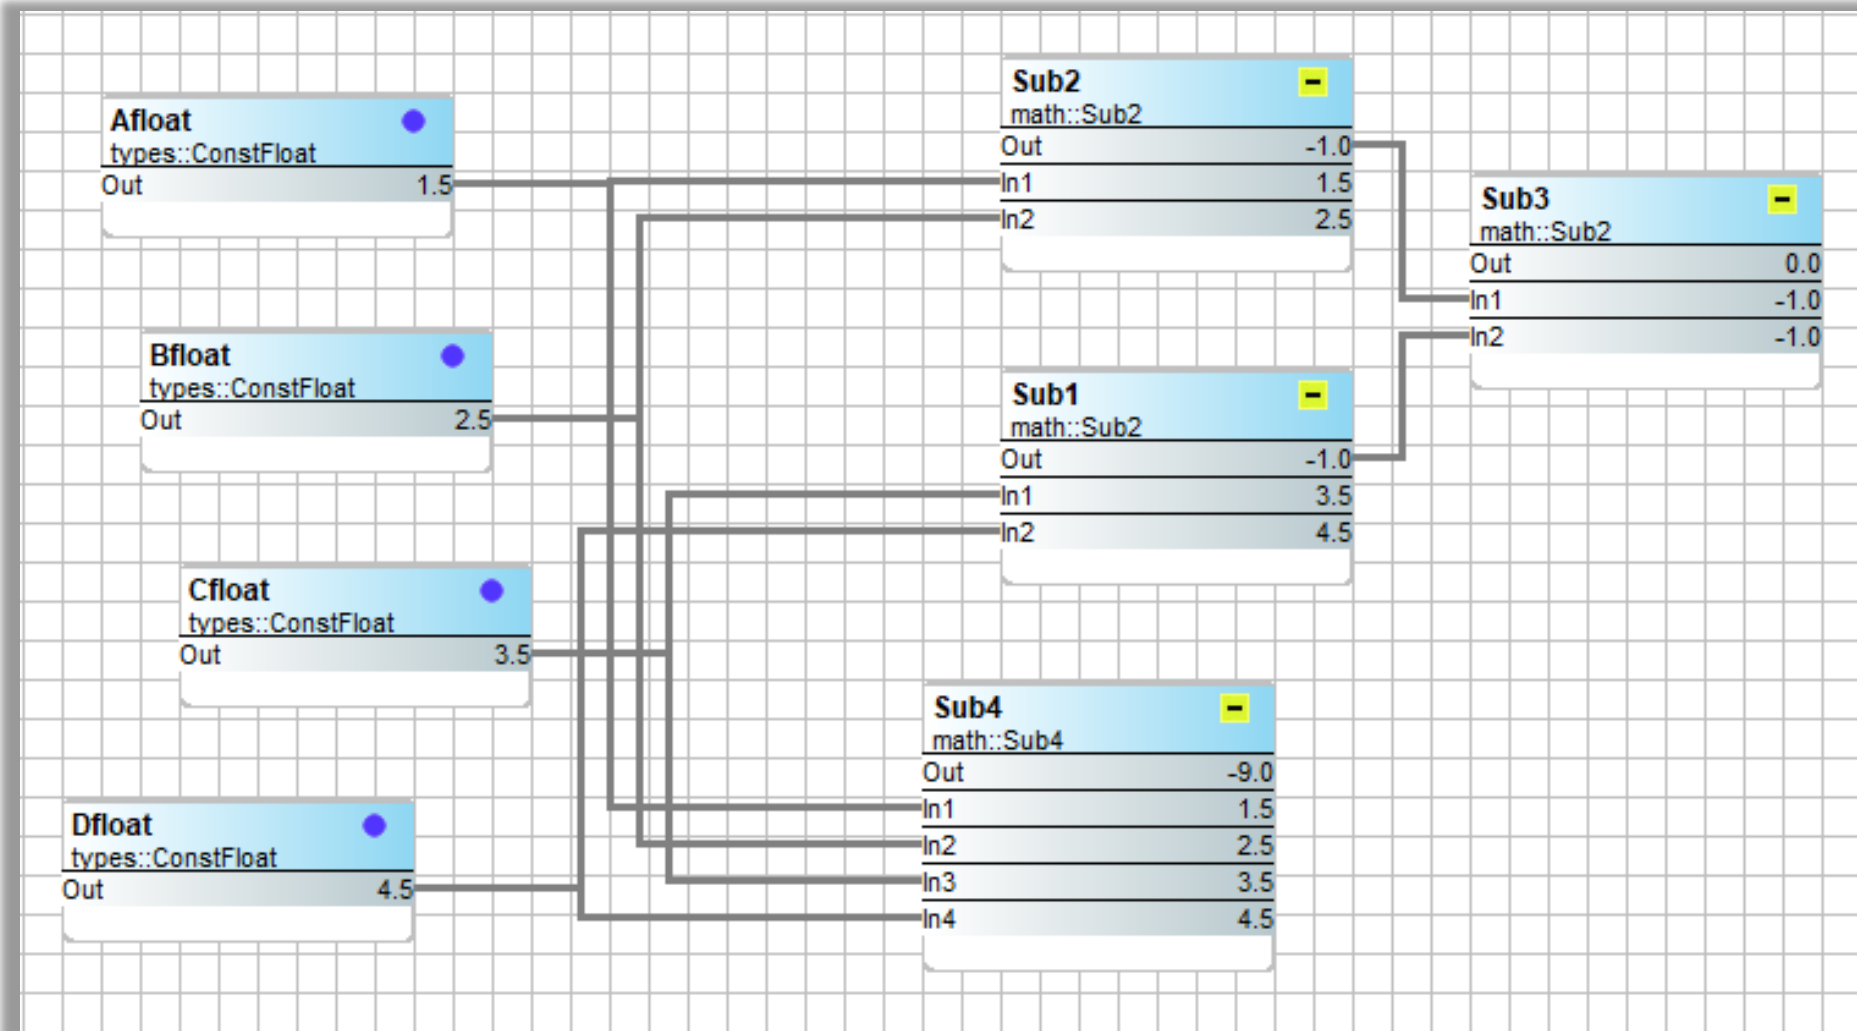 Afloat
types::ConstFloat
Out 1.5
Bfloat
types::ConstFloat
Out 2.5
Cfloat
types::ConstFloat
Out 3.5
Dfloat
types::ConstFloat
Out 4.5
Sub2
math::Sub2
Out -1.0
In1 1.5
In2 2.5
Sub1
math::Sub2
Out -1.0
In1 3.5
In2 4.5
Sub4
math::Sub4
Out -9.0
In1 1.5
In2 2.5
In3 3.5
In4 4.5
Sub3
math::Sub2
Out 0.0
In1 -1.0
In2 -1.0